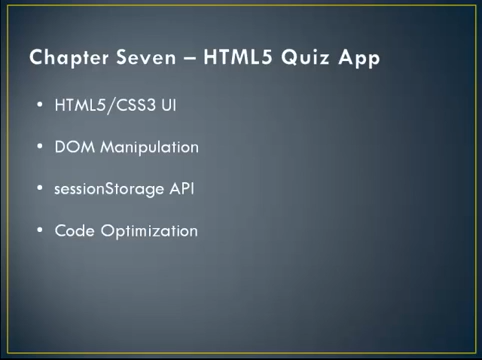 Chapter Seven – HTML5 Quiz App
• HTML5/CSS3 UI
• DOM Manipulation
• sessionStorage API
• Code Optimization